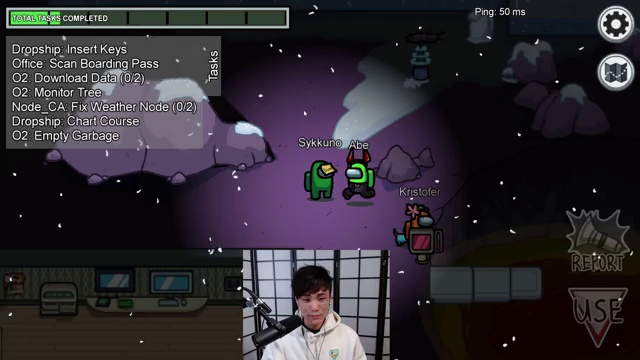 TOTAL TASKS COMPLETED
Ping: 50 ms
Dropship: Insert Keys
Office: Scan Boarding Pass
O2: Download Data (0/2)
O2: Monitor Tree
Node_CA: Fix Weather Node (0/2)
Dropship: Chart Course
O2: Empty Garbage
Tasks
Sykkuno
Abe
Kristofer
REPORT
USE